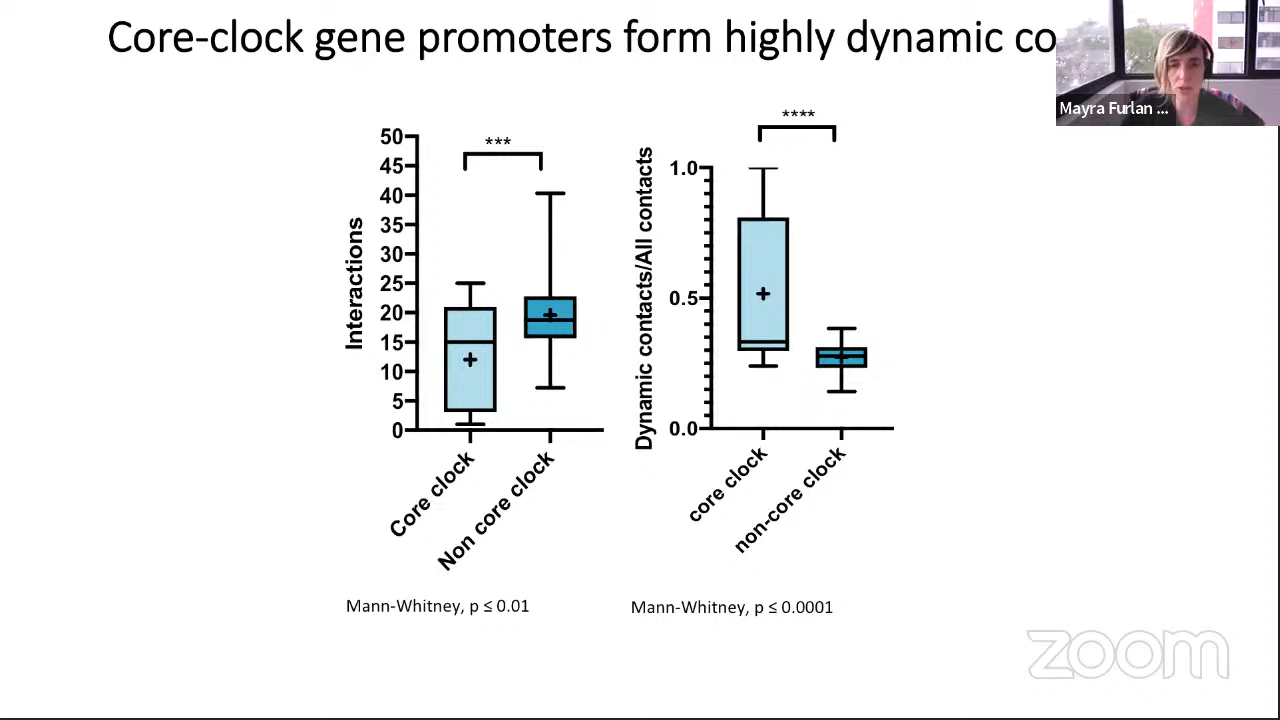 Core-clock gene promoters form highly dynamic co
Mayra Furlan ...
***
50
45
40
35
30
25
20
15
10
5
0
Interactions
Core clock
Non core clock
Mann-Whitney, p ≤ 0.01
****
1.0
0.5
0.0
Dynamic contacts/All contacts
core clock
non-core clock
Mann-Whitney, p ≤ 0.0001
zoom